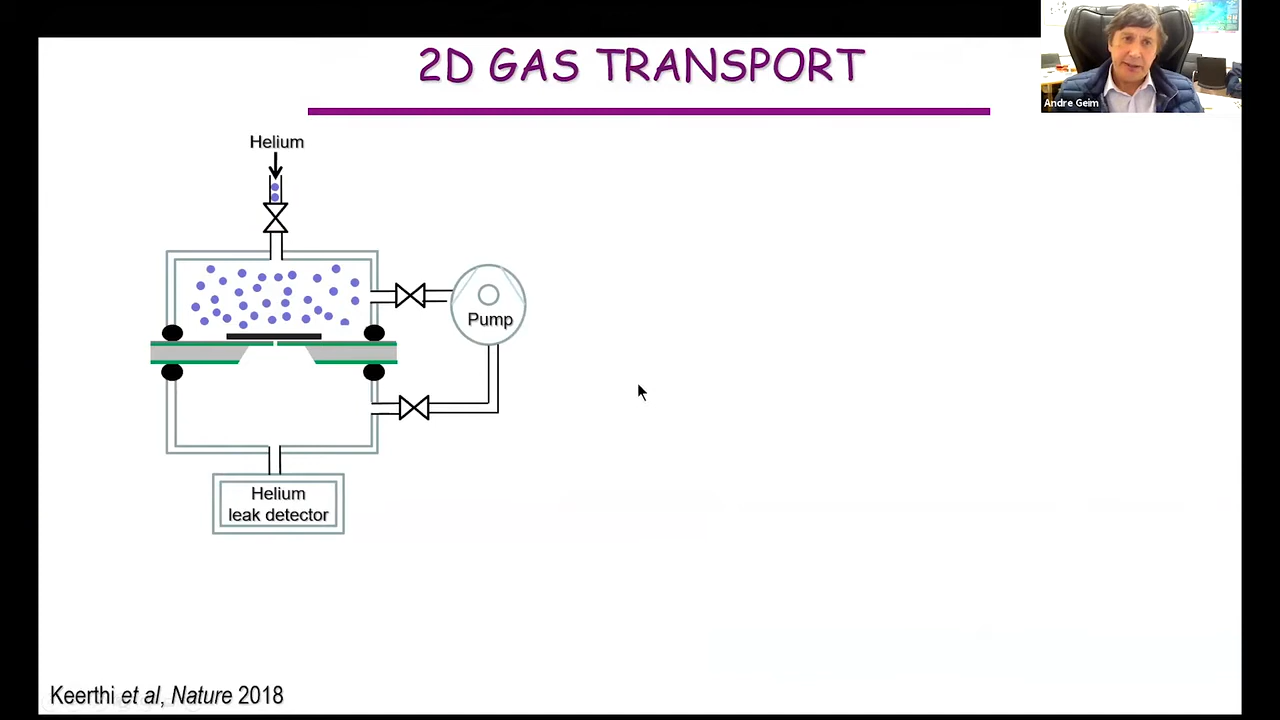 2D GAS TRANSPORT
Andre Geim
Helium
Pump
Helium
leak detector
Keerthi et al, Nature 2018